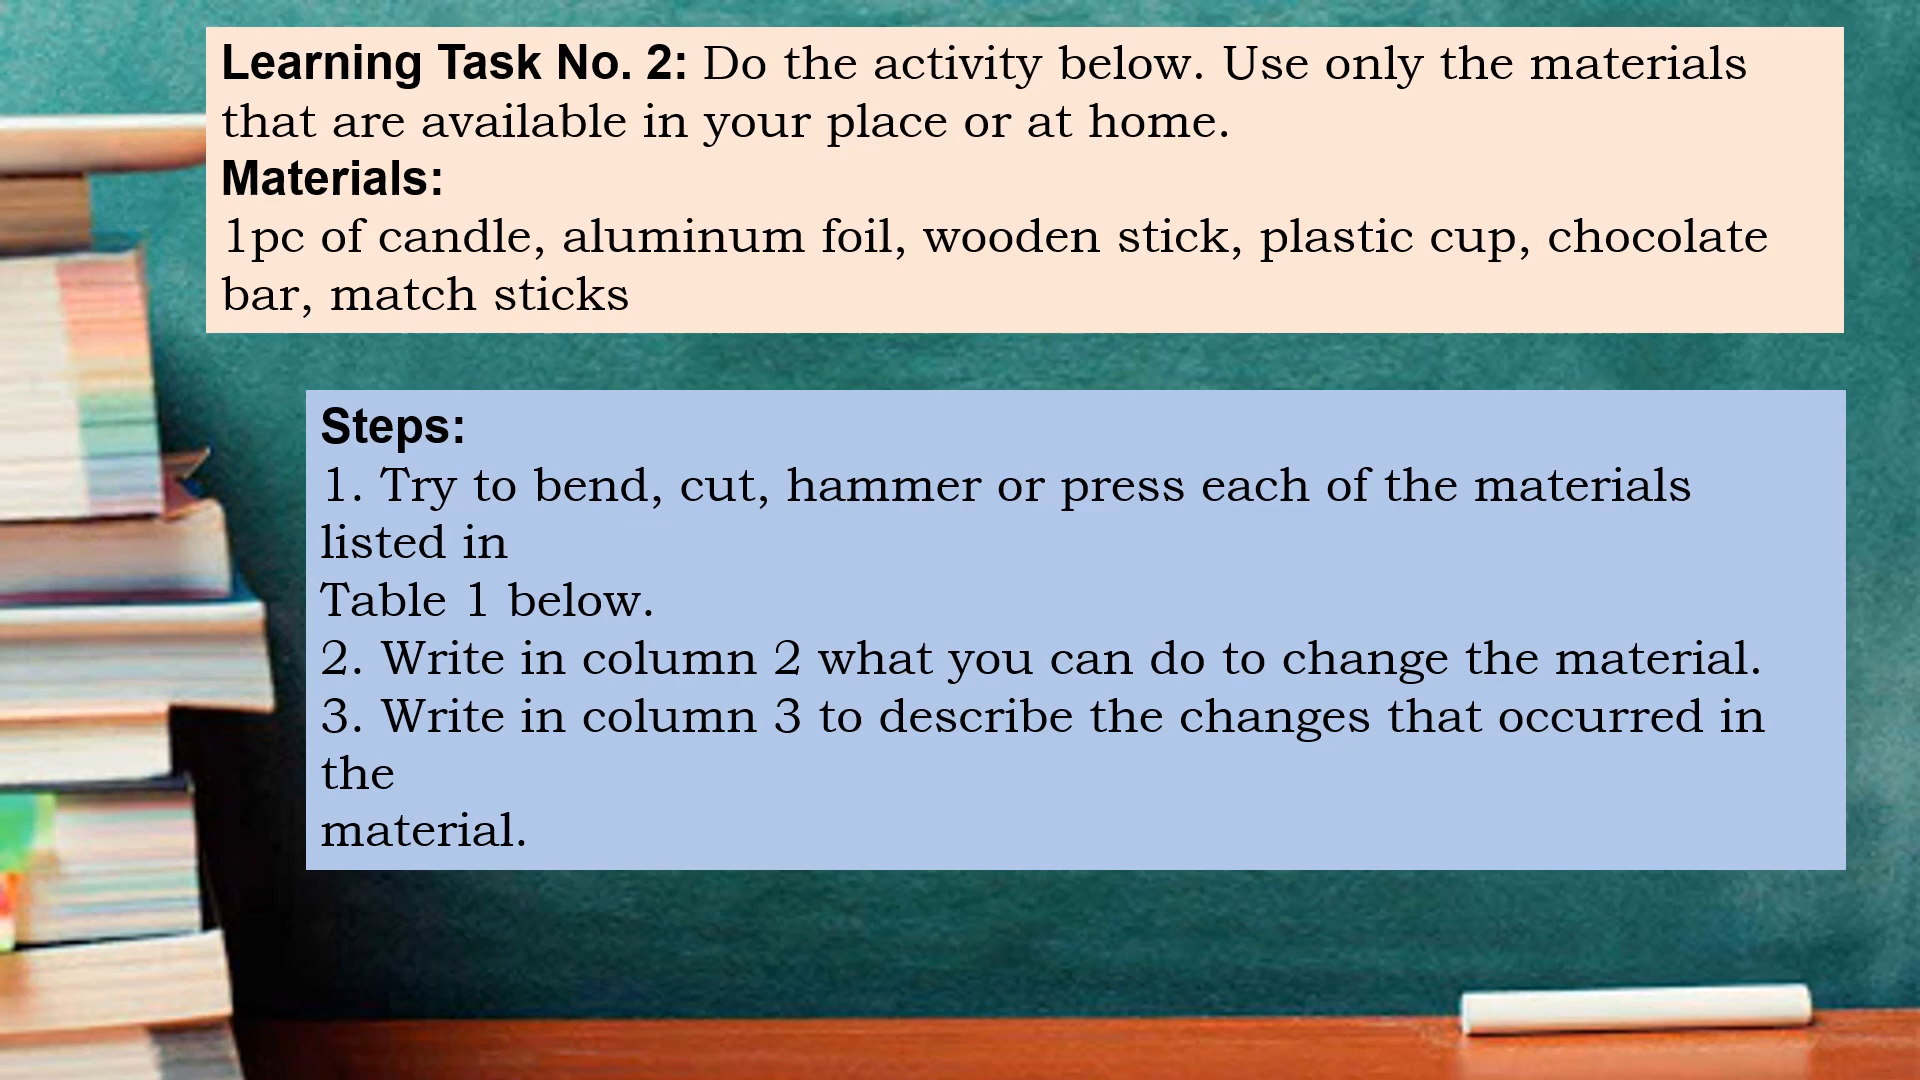 Learning Task No. 2: Do the activity below. Use only the materials
that are available in your place or at home.
Materials:
1pc of candle, aluminum foil, wooden stick, plastic cup, chocolate
bar, match sticks
Steps:
1. Try to bend, cut, hammer or press each of the materials
listed in
Table 1 below.
2. Write in column 2 what you can do to change the material.
3. Write in column 3 to describe the changes that occurred in
the
material.